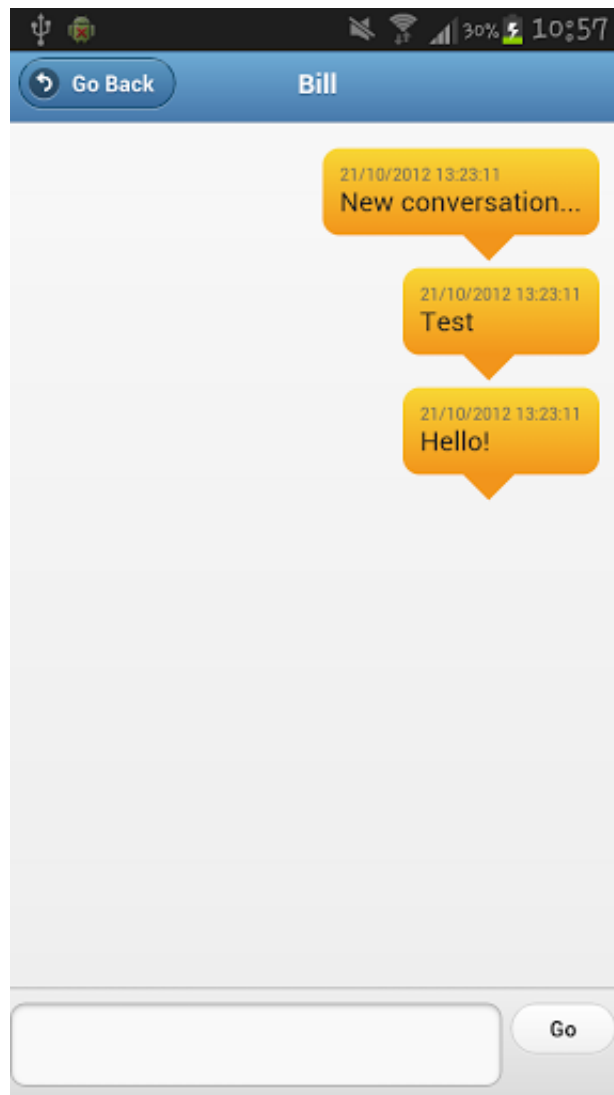 30% 10:57
Go Back Bill
21/10/2012 13:23:11
New conversation...
21/10/2012 13:23:11
Test
21/10/2012 13:23:11
Hello!
Go